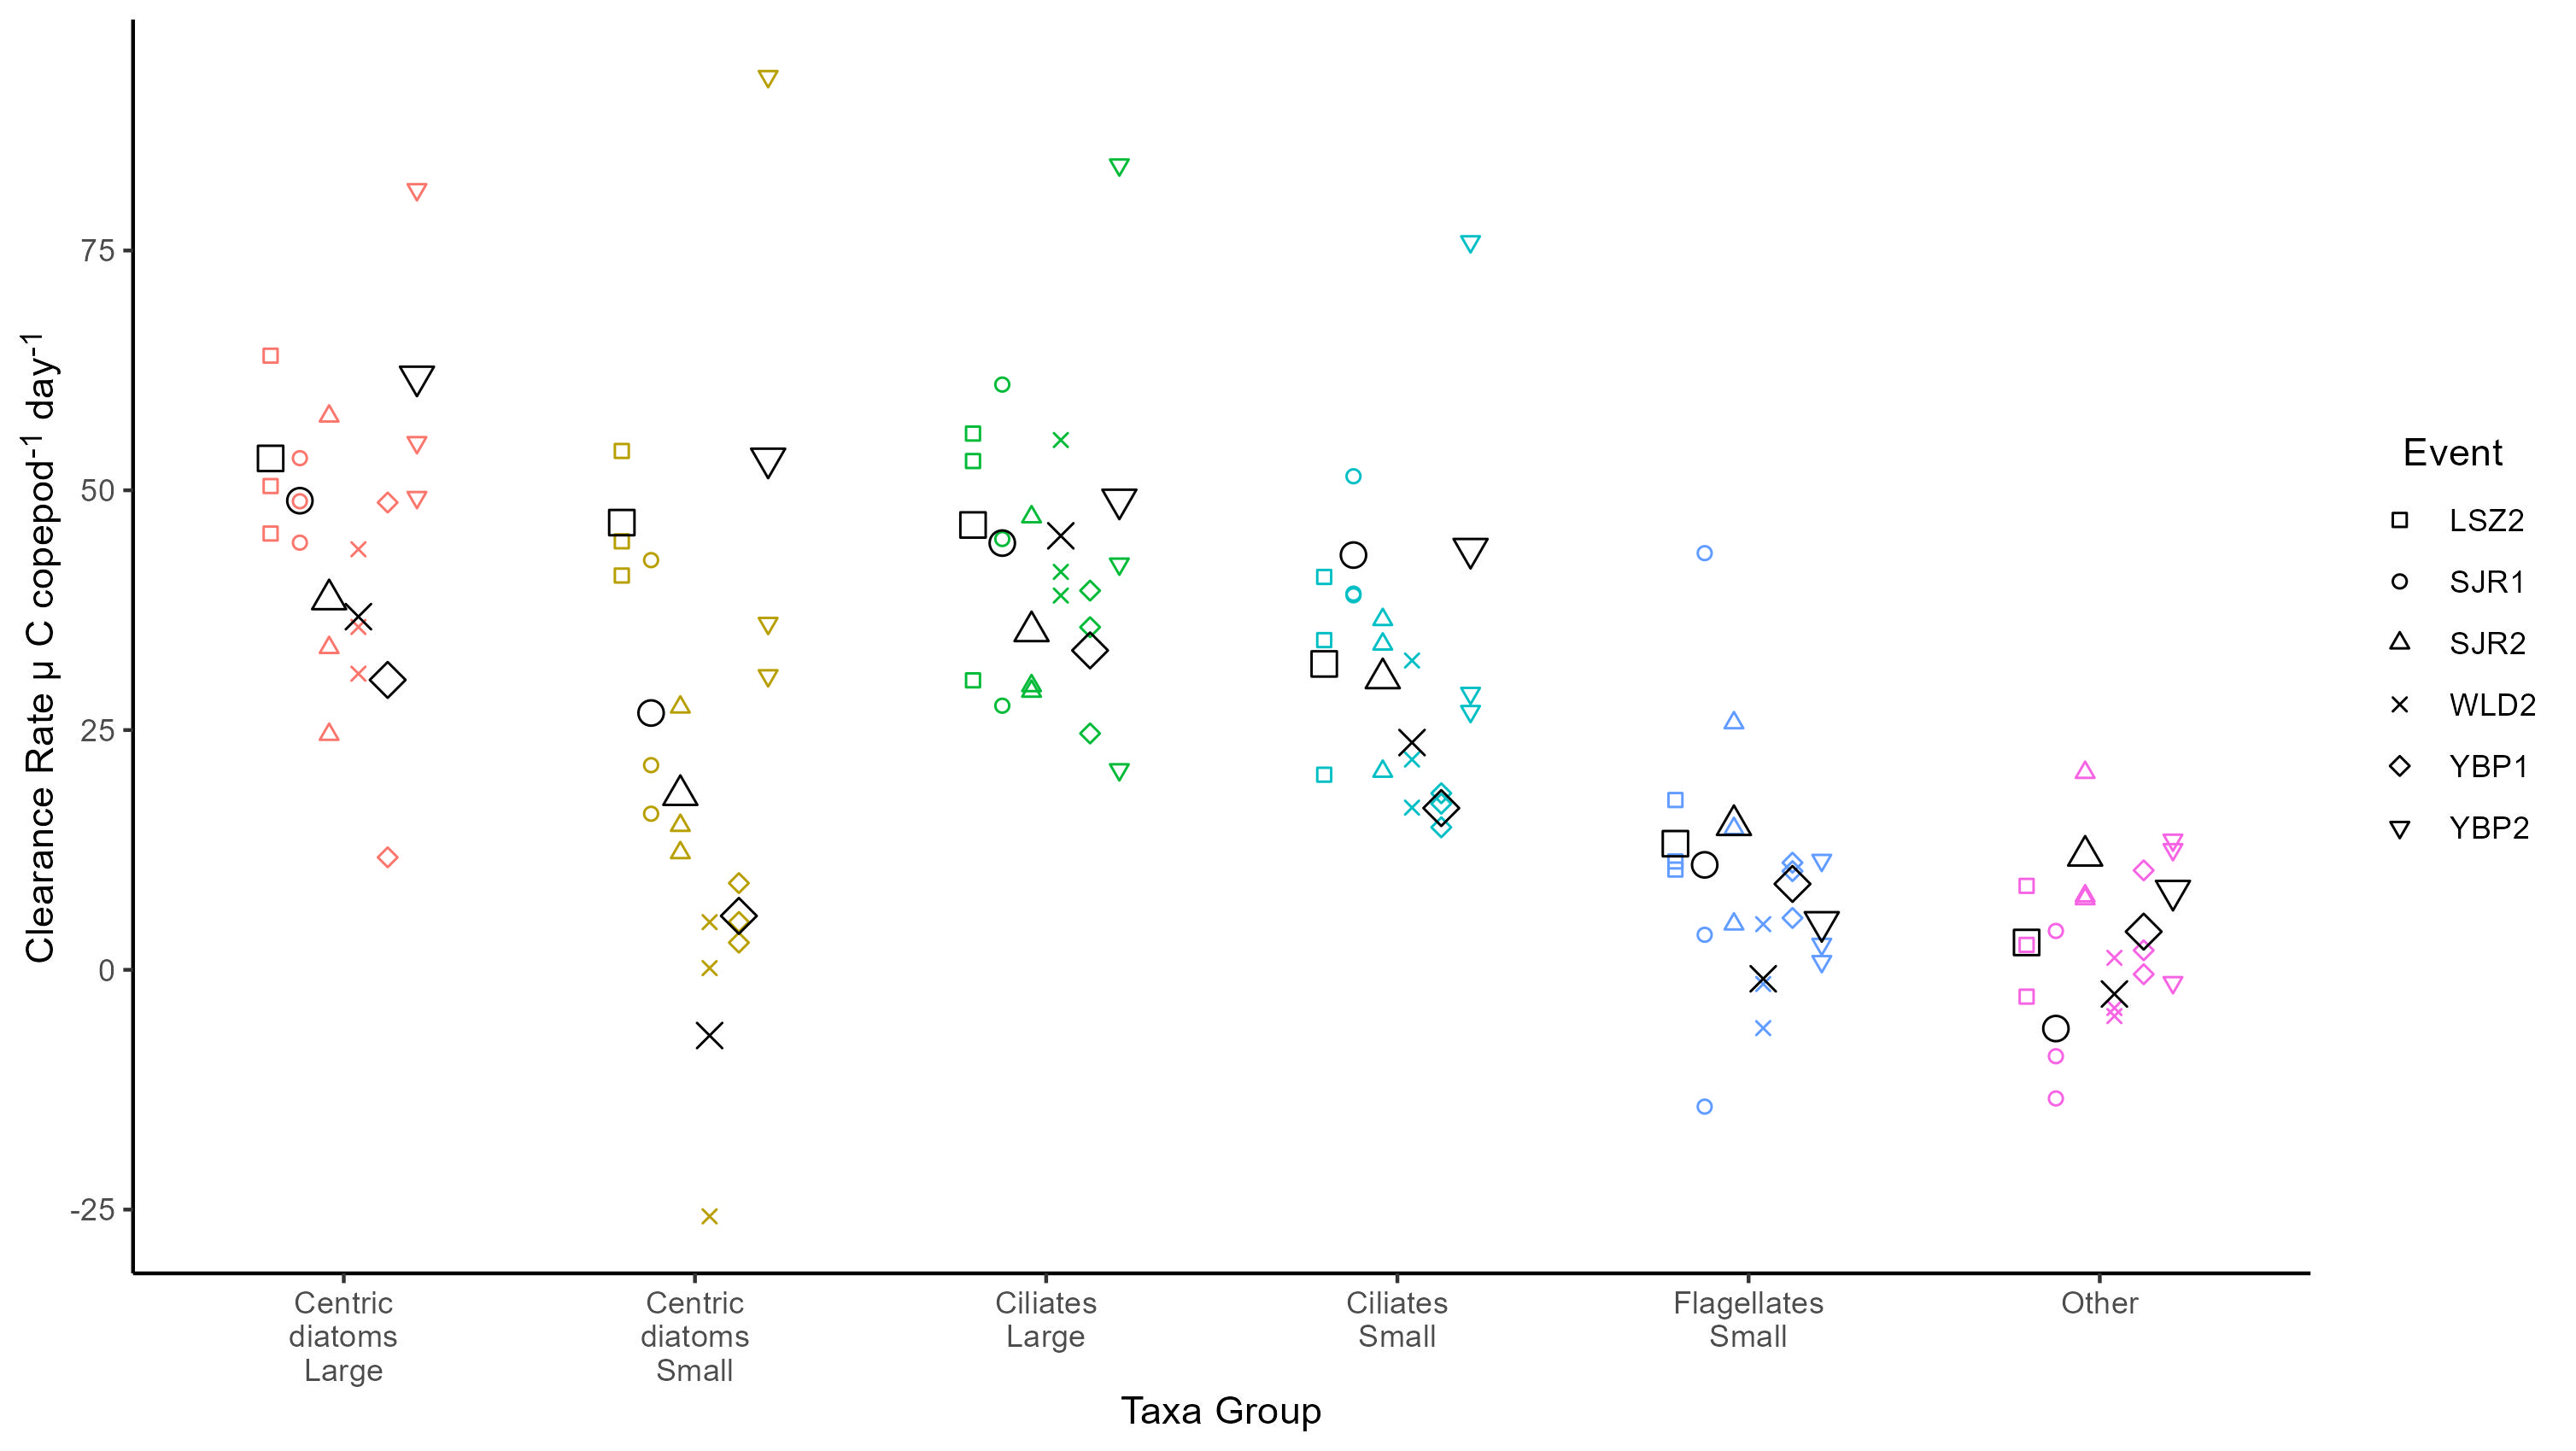 Clearance Rate µ C copepod⁻¹ day⁻¹
75
50
25
0
-25
Centric
diatoms
Large
Centric
diatoms
Small
Ciliates
Large
Ciliates
Small
Flagellates
Small
Other
Taxa Group
Event
LSZ2
SJR1
SJR2
WLD2
YBP1
YBP2